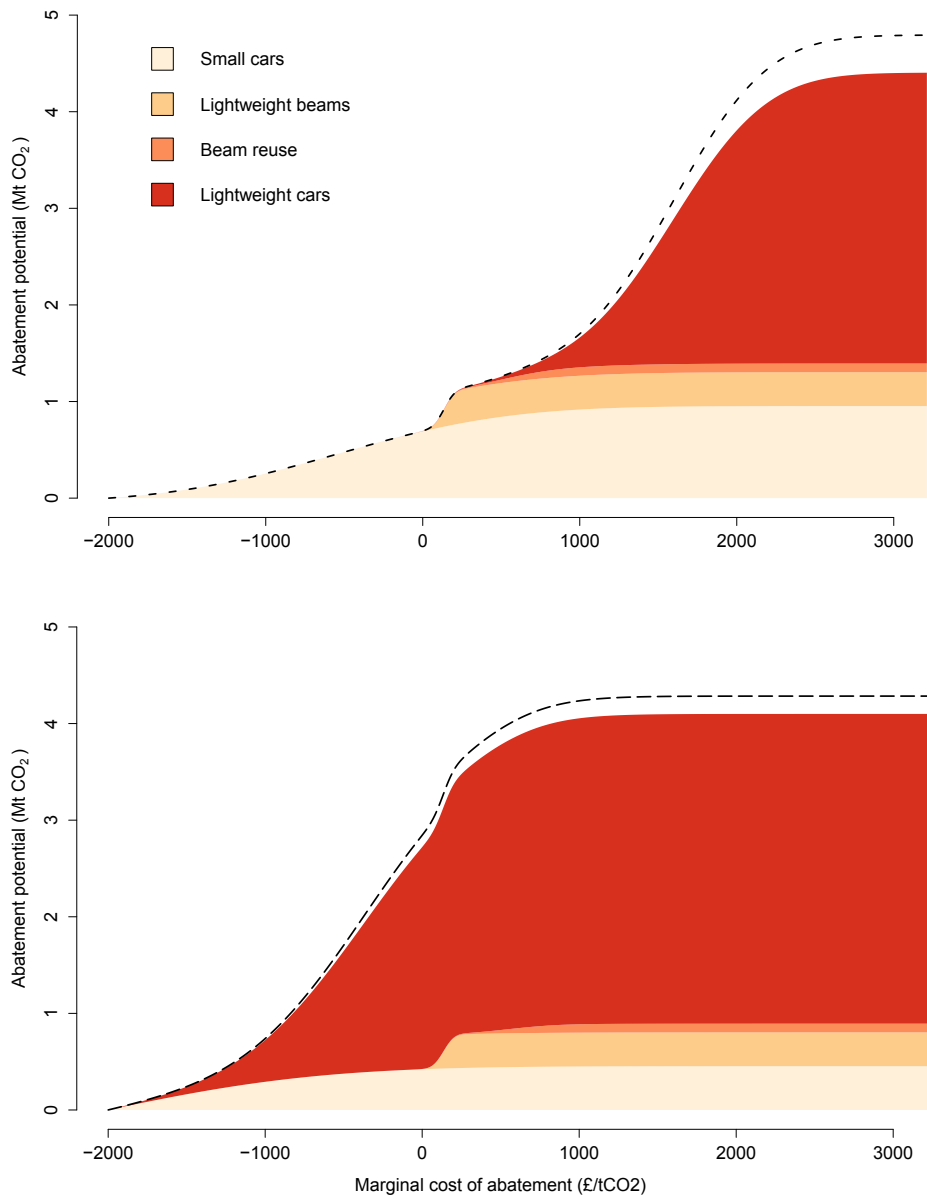 Abatement potential (Mt CO₂)
5
4
3
2
1
0
Small cars
Lightweight beams
Beam reuse
Lightweight cars
−2000 −1000 0 1000 2000 3000
Abatement potential (Mt CO₂)
5
4
3
2
1
0
−2000 −1000 0 1000 2000 3000
Marginal cost of abatement (£/tCO2)